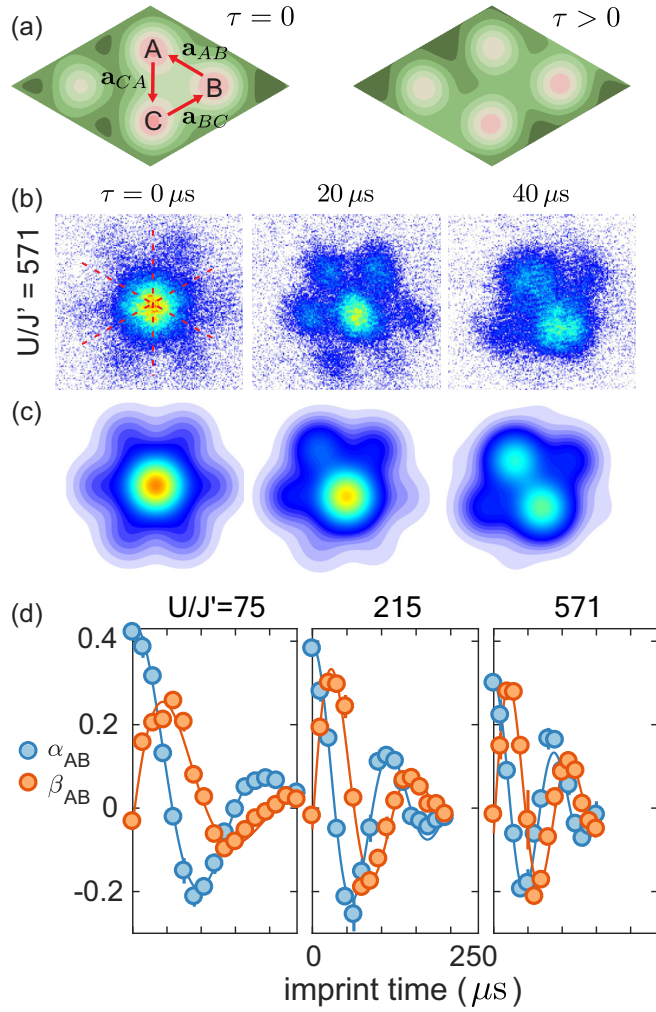 (a) τ = 0 τ > 0
A a_AB
a_CA B
C a_BC
(b) τ = 0 μs 20 μs 40 μs
U/J' = 571
(c)
(d) U/J'=75 215 571
0.4
0.2
α_AB
β_AB
0
-0.2
0 250
imprint time (μs)